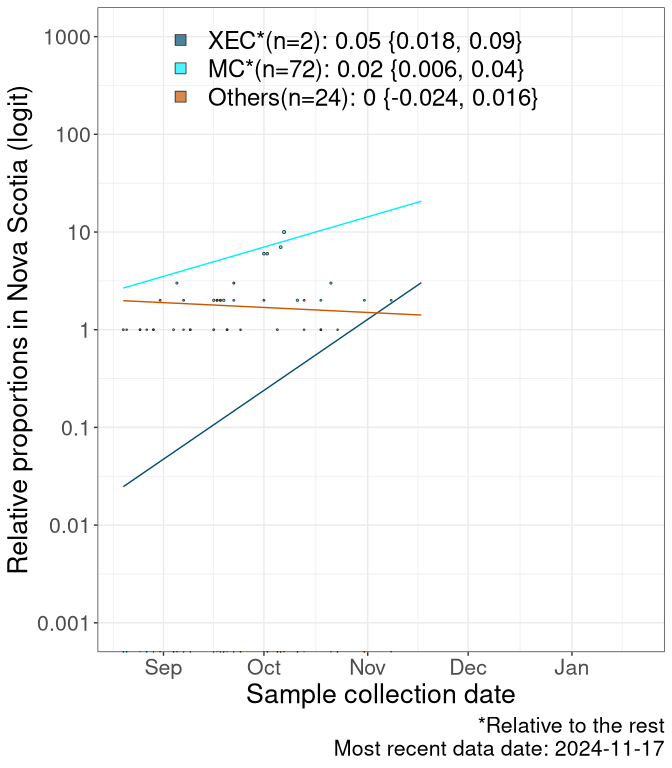 XEC*(n=2): 0.05 {0.018, 0.09}
MC*(n=72): 0.02 {0.006, 0.04}
Others(n=24): 0 {-0.024, 0.016}
Relative proportions in Nova Scotia (logit)
1000
100
10
1
0.1
0.01
0.001
Sep Oct Nov Dec Jan
Sample collection date
*Relative to the rest
Most recent data date: 2024-11-17